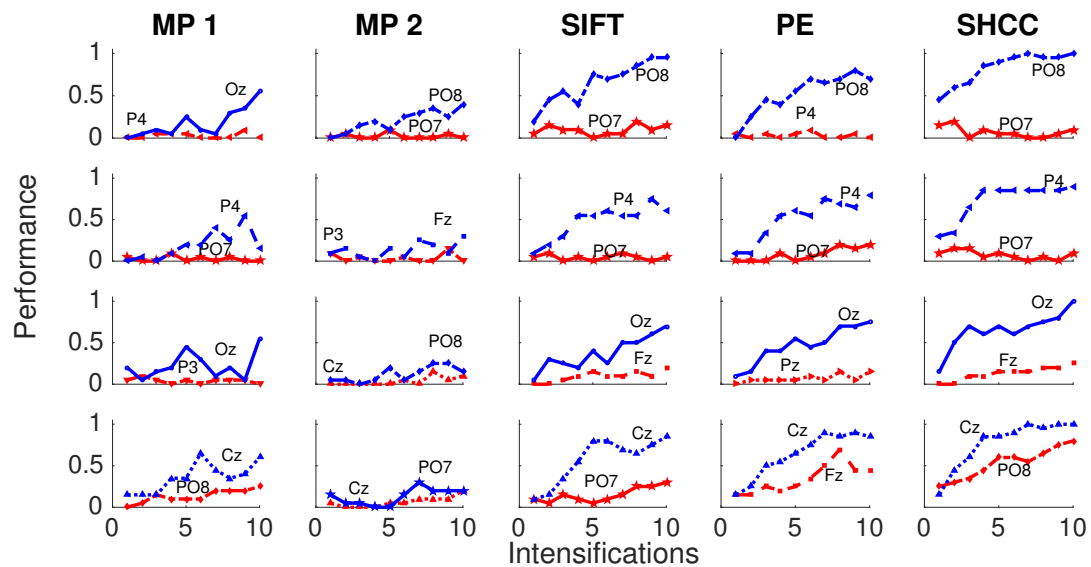 MP 1 MP 2 SIFT PE SHCC
Performance
1
0.5
0
P4 Oz
PO8 PO7
PO8 PO7
P4 PO8
PO8 PO7
1
0.5
0
P4 PO7
P3 Fz
P4 PO7
P4 PO7
P4 PO7
1
0.5
0
P3 Oz
Cz PO8
Oz Fz
Oz Pz
Oz Fz
1
0.5
0
Cz PO8
Cz PO7
Cz PO7
Cz Fz
Cz PO8
0 5 10 0 5 10 0 5 10 0 5 10 0 5 10
Intensifications